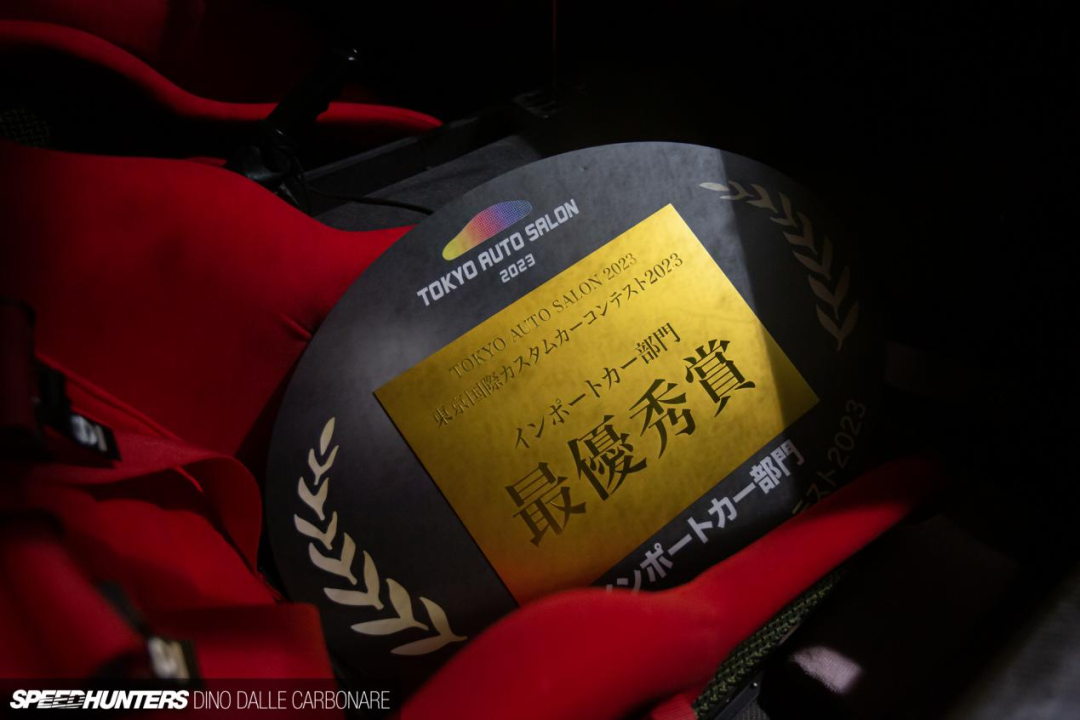 TOKYO AUTO SALON
2023
TOKYO AUTO SALON 2023
東京国際カスタムカーコンテスト2023
インポートカー部門
最優秀賞
インポートカー部門
テスト2023
SPEEDHUNTERS DINO DALLE CARBONARE